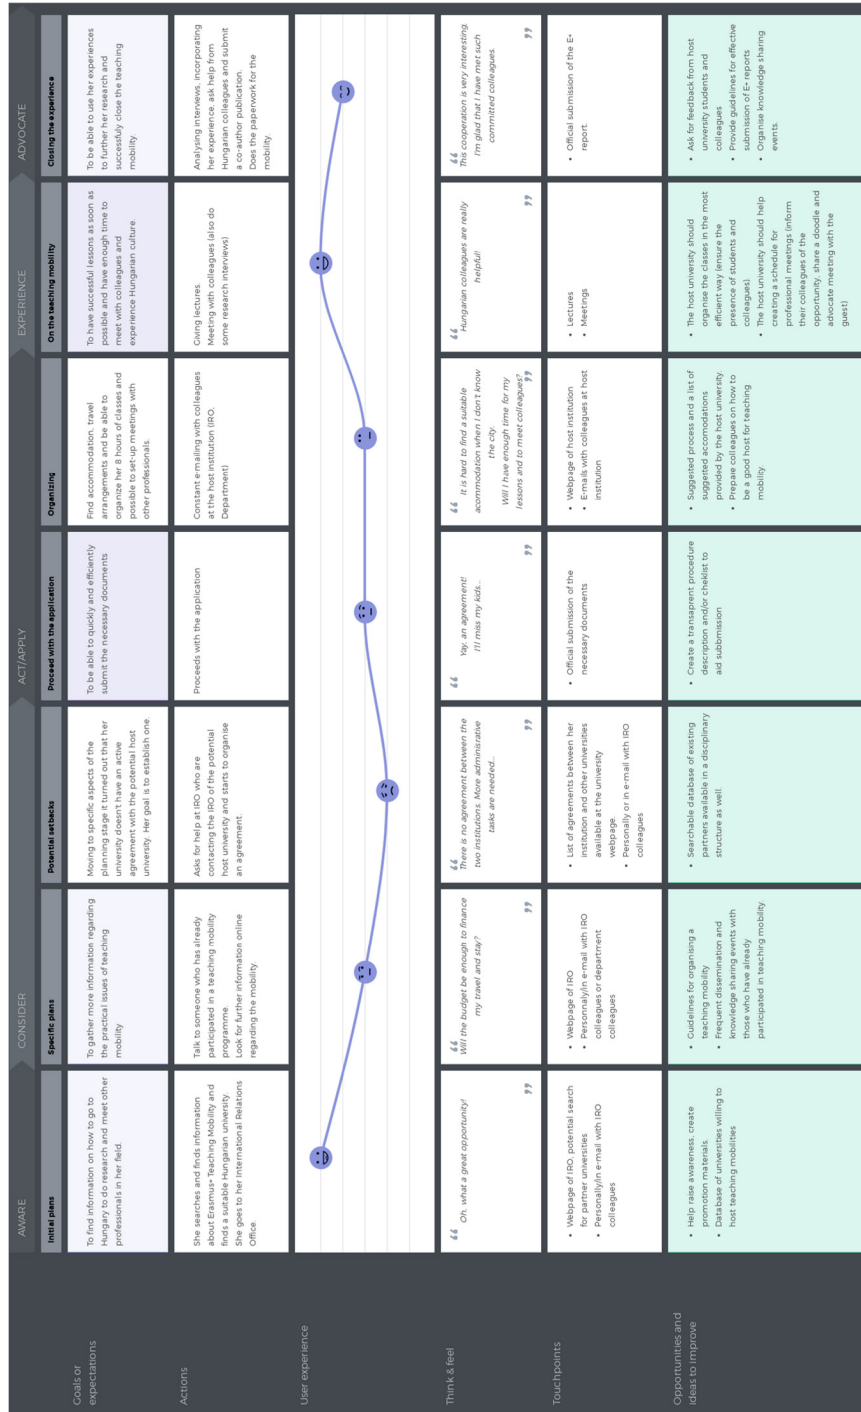 AWARE
CONSIDER
ACT/APPLY
EXPERIENCE
ADVOCATE
Initial plans
Specific plans
Potential setbacks
Proceed with the application
Organizing
On the teaching mobility
Closing the experience
Goals or
expectations
To find information on how to go to
Hungary to do research and meet other
professionals in her field.
To gather more information regarding
the practical issues of teaching
mobility
Moving to specific aspects of the
planning stage it turned out that her
university doesn't have an active
agreement with the potential host
university. Her goal is to establish one.
To be able to quickly and efficiently
submit the necessary documents
Find accommodation, travel
arrangements and be able to
organize her 8 hours of classes and
possible to set-up meetings with
other professionals.
To have successful lessons as soon as
possible and have enough time to
meet with colleagues and
experience Hungarian culture.
To be able to use her experiences
to further her research and
successfuly close the teaching
mobility.
Actions
She searches and finds information
about Erasmus+ Teaching Mobility and
finds a suitable Hungarian university.
She goes to her International Relations
Office.
Talk to someone who has already
participated in a teaching mobility
programme.
Look for further information online
regarding the mobility.
Asks for help at IRO who are
contacting the IRO of the potential
host university and starts to organise
an agreement.
Proceeds with the application
Constant e-mailing with colleagues
at the host institution (IRO,
Department)
Giving lectures.
Meeting with colleagues (also do
some research interviews)
Analysing interviews, incorporating
her experience, ask help from
Hungarian colleagues and submit
a co-author publication.
Does the paperwork for the
mobility.
User experience
Think & feel
“ Oh, what a great opportunity! ”
“ Will the budget be enough to finance
my travel and stay? ”
“ There is no agreement between the
two institutions. More adminisrative
tasks are needed... ”
“ Yay, an agreement!
I'll miss my kids... ”
“ It is hard to find a suitable
acommodation when I don't know
the city.
Will I have enough time for my
lessons and to meet colleagues? ”
“ Hungarian colleagues are really
helpful! ”
“ This cooperation is very interesting,
I'm glad that I have met such
committed colleagues. ”
Touchpoints
• Webpage of IRO, potential search
for partner universities
• Personally/in e-mail with IRO
colleagues
• Webpage of IRO
• Personnaly/in e-mail with IRO
colleagues or department
colleagues
• List of agreements between her
institution and other universities
available at the university
webpage.
• Personally or in e-mail with IRO
colleagues
• Official submission of the
necessary documents
• Webpage of host institution
• E-mails with colleagues at host
institution
• Lectures
• Meetings
• Official submission of the E+
report.
Opportunities and
ideas to improve
• Help raise awareness, create
promotion materials.
• Database of universities willing to
host teaching mobilities
• Guidelines for organising a
teaching mobility
• Frequent dissemination and
knowledge sharing events with
those who have already
participated in teaching mobility
• Searchable database of existing
partners available in a disciplinary
structure as well.
• Create a transaprent procedure
description and/or cheklist to
aid subbmission
• Suggested process and a list of
suggested accomodations
provided by the host university.
• Prepare colleagues on how to
be a good host for teaching
mobility.
• The host university should
organise the classes in the most
efficient way (ensure the
presence of students and
colleagues)
• The host university should help
creating a schedule for
professional meetings (inform
their colleagues of the
opportunity, share a doodle and
advocate meeting with the
guest)
• Ask for feedback from host
university students and
colleagues
• Provide guidelines for effective
submission of E+ reports
• Organise knowledge sharing
events.